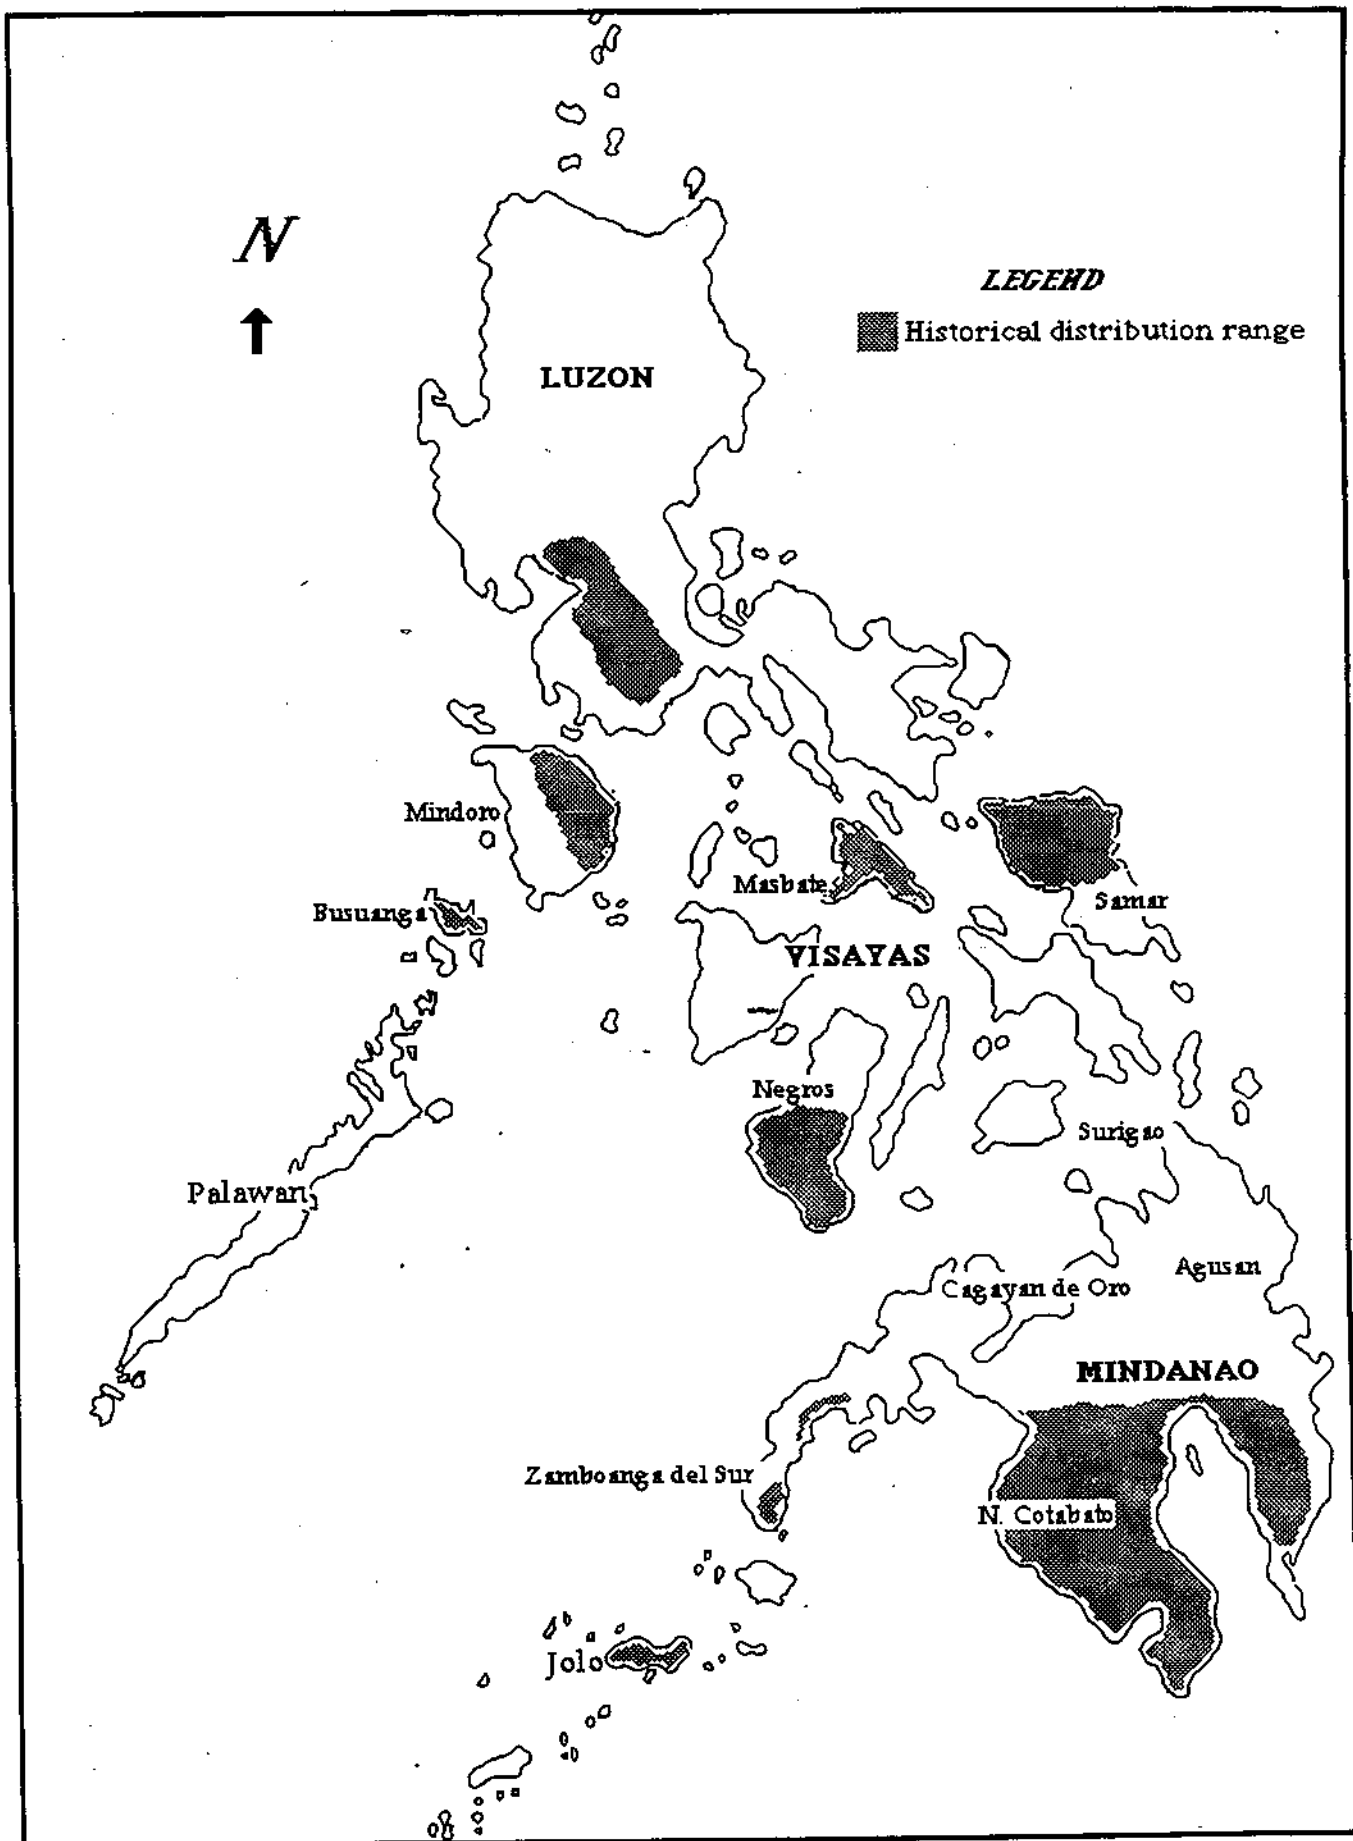 N
LEGEND
Historical distribution range
LUZON
Mindoro
Masbate
Samar
Busuanga
VISAYAS
Negros
Surigao
Palawan
Agusan
Cagayan de Oro
MINDANAO
Zamboanga del Sur
N. Cotabato
Jolo